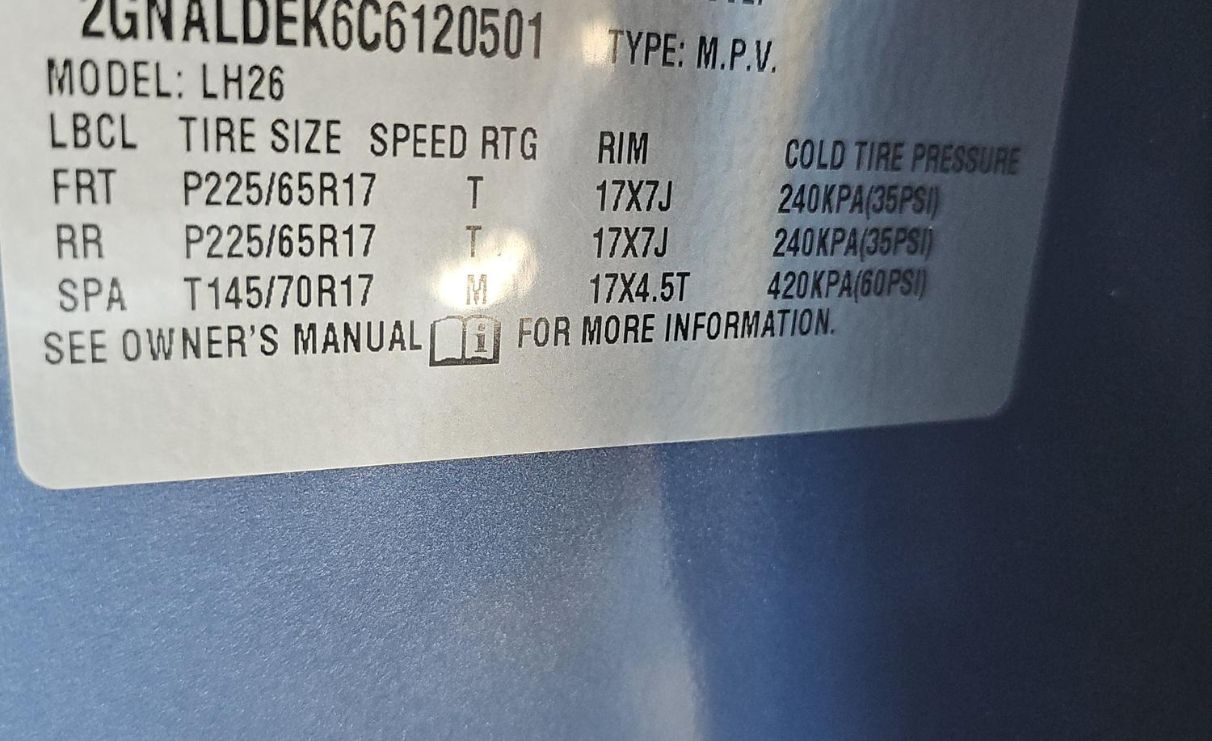 2GNALDEK6C6120501 TYPE: M.P.V.
MODEL: LH26
LBCL TIRE SIZE SPEED RTG RIM COLD TIRE PRESSURE
FRT P225/65R17 T 17X7J 240KPA(35PSI)
RR P225/65R17 T 17X7J 240KPA(35PSI)
SPA T145/70R17 M 17X4.5T 420KPA(60PSI)
SEE OWNER'S MANUAL i FOR MORE INFORMATION.